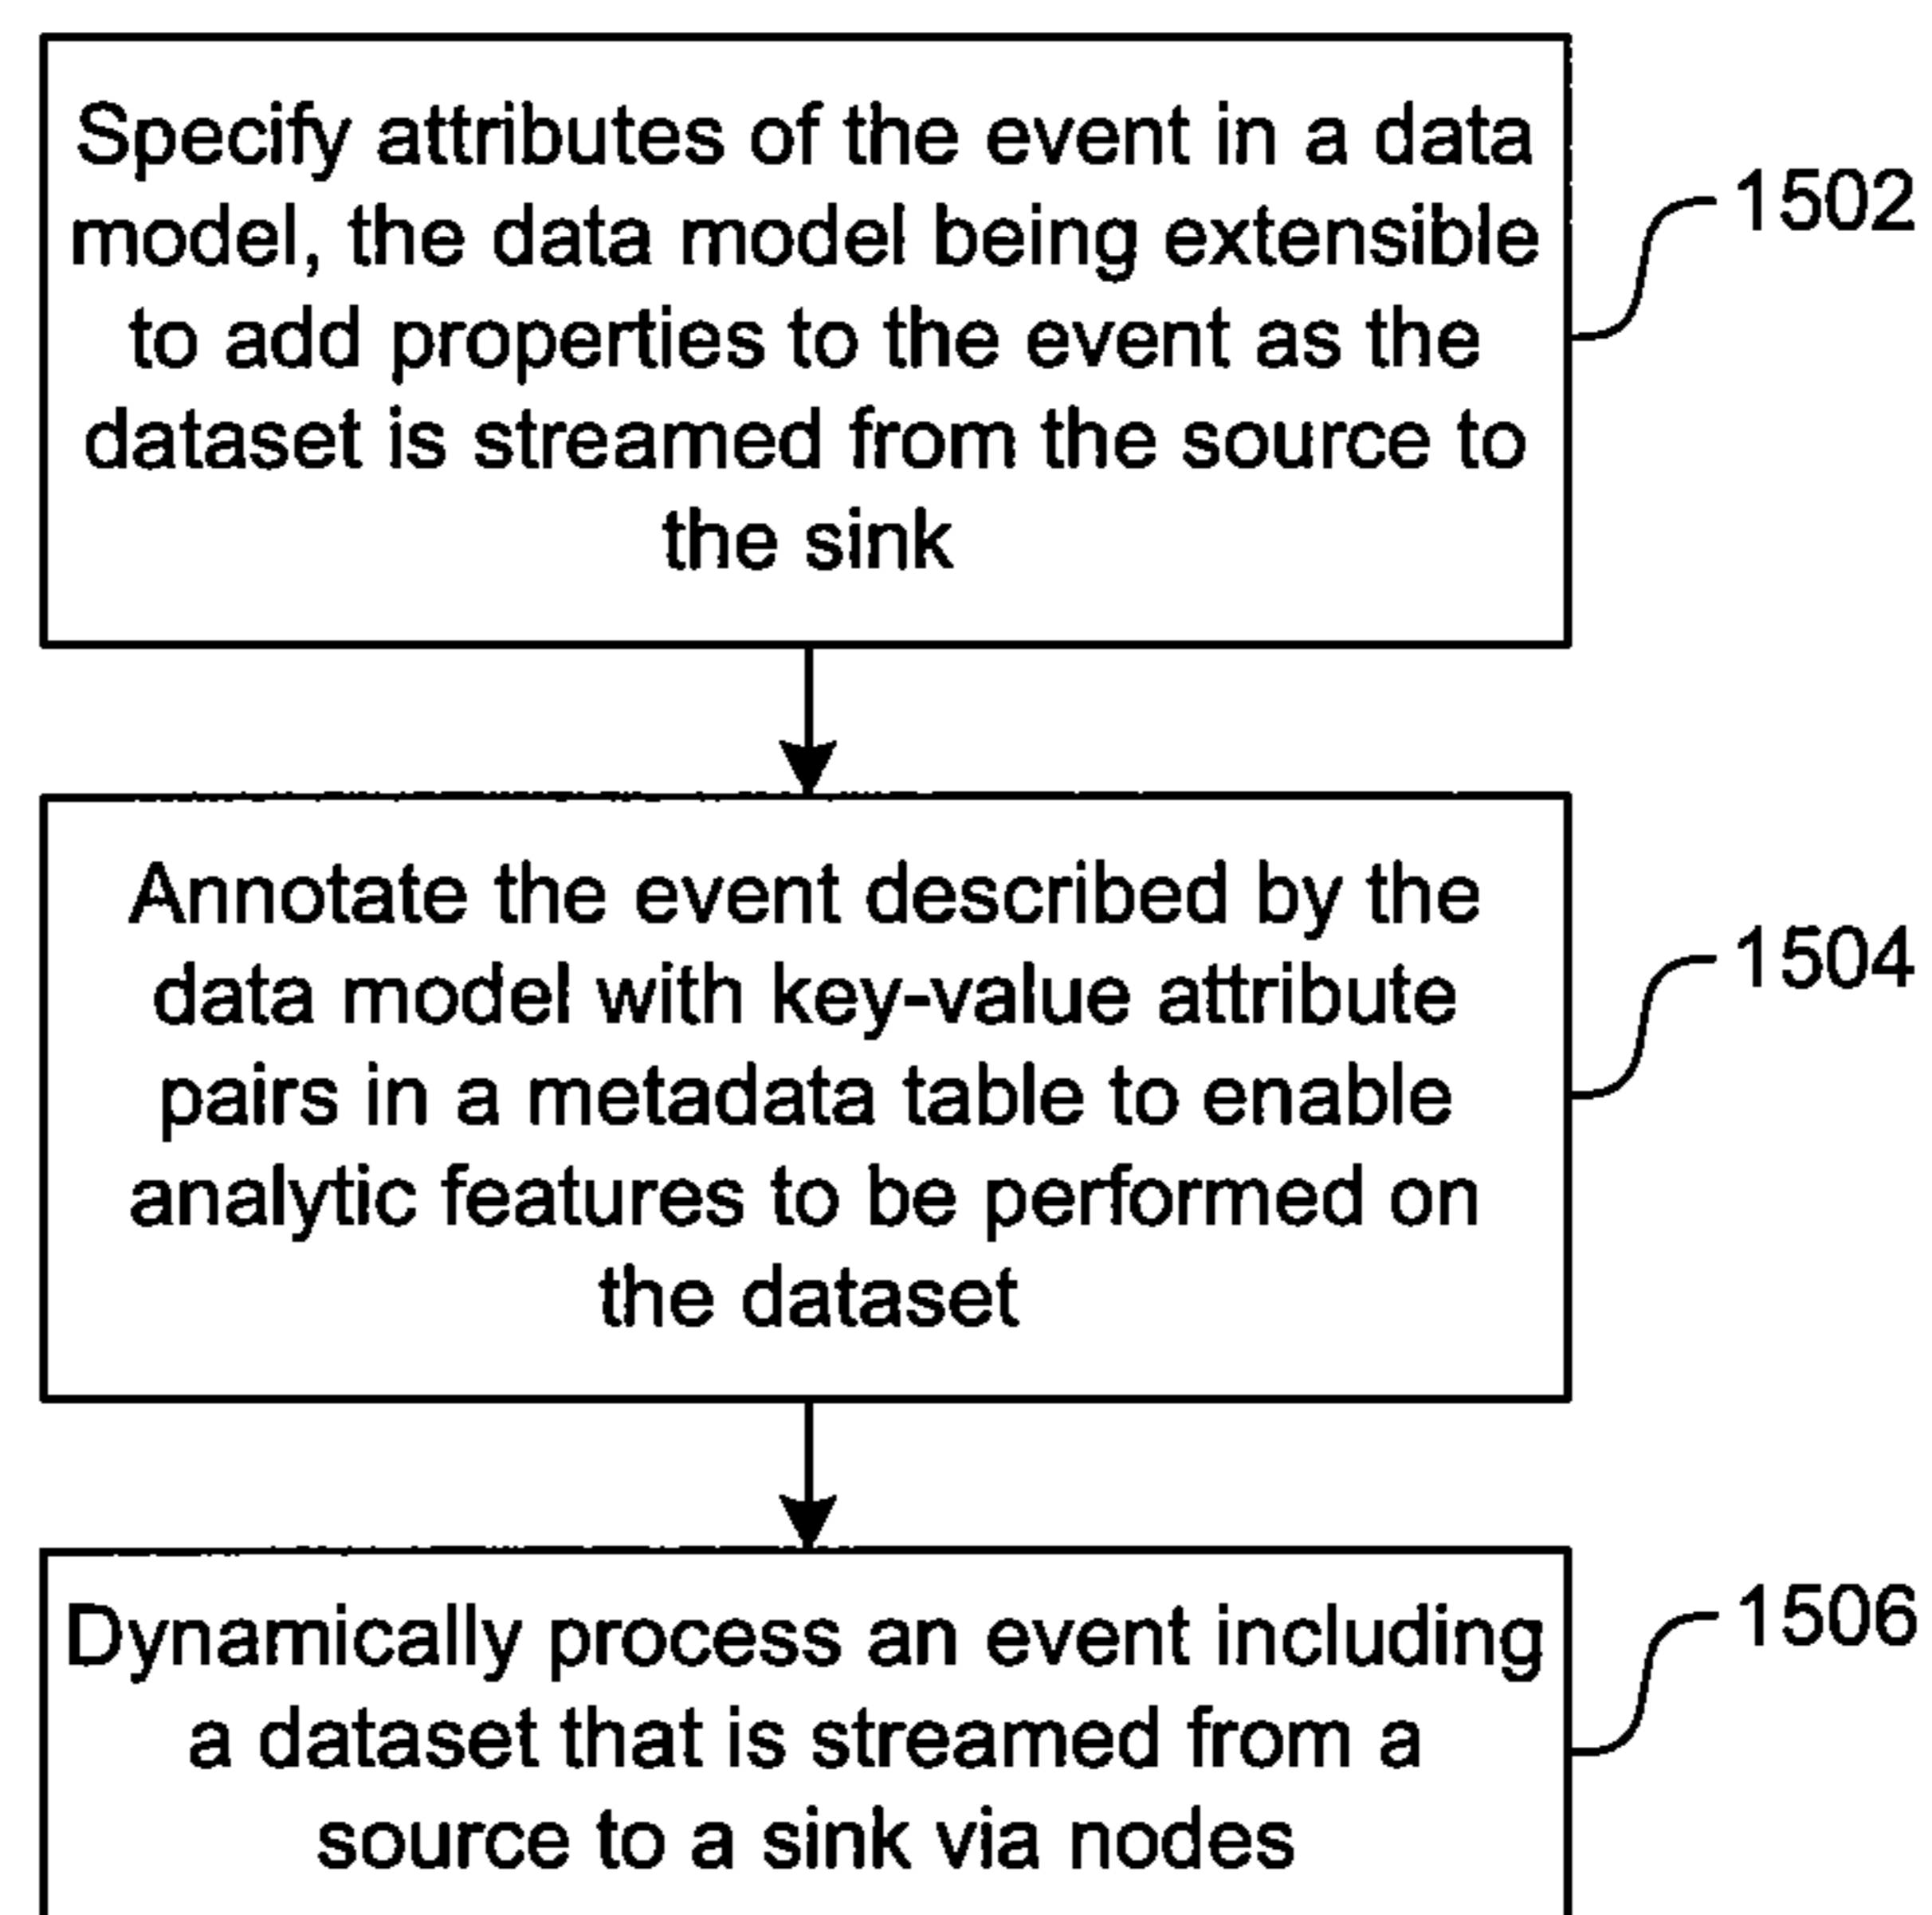 Specify attributes of the event in a data
model, the data model being extensible
to add properties to the event as the
dataset is streamed from the source to
the sink
1502
Annotate the event described by the
data model with key-value attribute
pairs in a metadata table to enable
analytic features to be performed on
the dataset
1504
Dynamically process an event including
a dataset that is streamed from a
source to a sink via nodes
1506